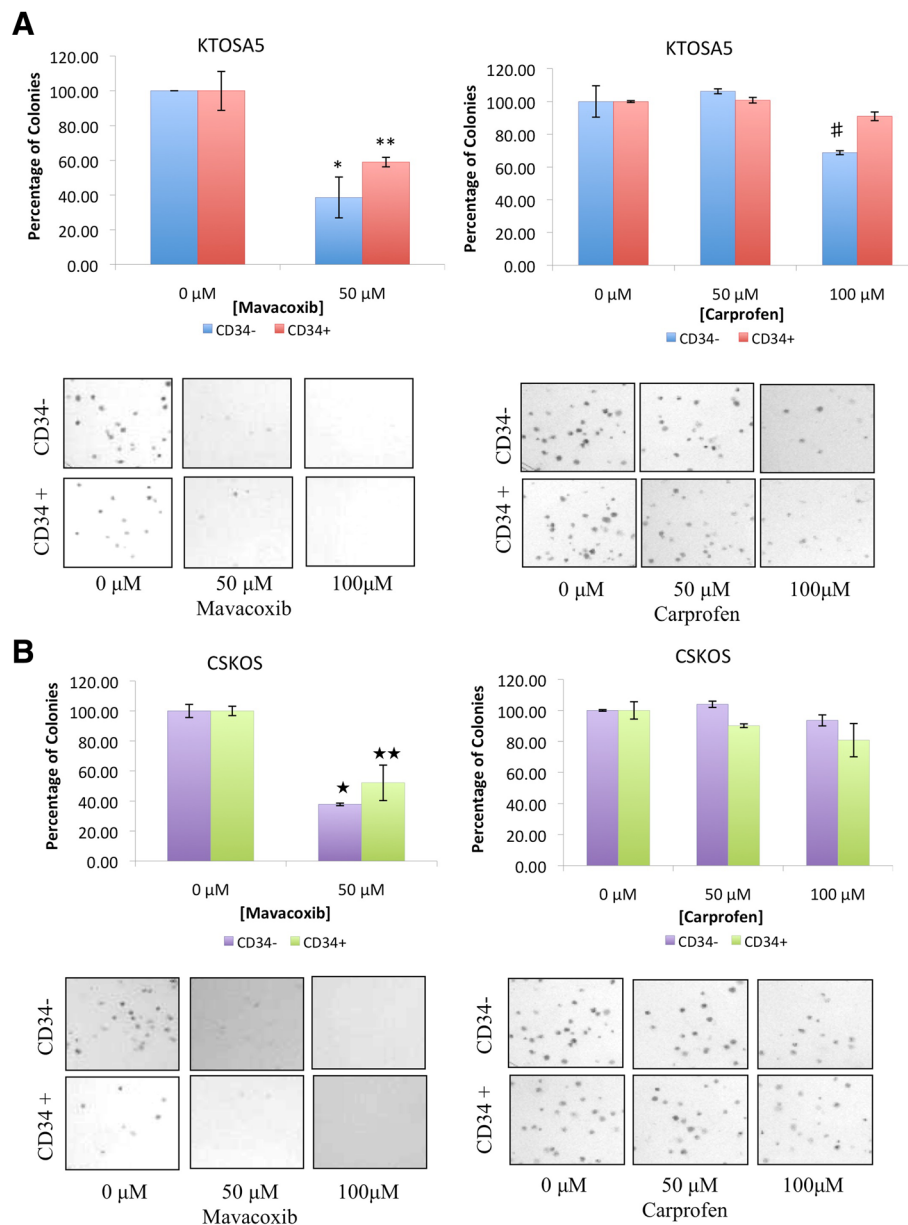 A
KTOSA5
Percentage of Colonies
120.00
100.00
80.00
60.00
40.00
20.00
0.00
*
**
0 µM
50 µM
[Mavacoxib]
CD34-
CD34+
KTOSA5
Percentage of Colonies
120.00
100.00
80.00
60.00
40.00
20.00
0.00
#
0 µM
50 µM
100 µM
[Carprofen]
CD34-
CD34+
CD34-
CD34 +
0 µM
50 µM
100µM
Mavacoxib
CD34-
CD34 +
0 µM
50 µM
100µM
Carprofen
B
CSKOS
Percentage of Colonies
120.00
100.00
80.00
60.00
40.00
20.00
0.00
★
★★
0 µM
50 µM
[Mavacoxib]
CD34-
CD34+
CSKOS
Percentage of Colonies
120.00
100.00
80.00
60.00
40.00
20.00
0.00
0 µM
50 µM
100 µM
[Carprofen]
CD34-
CD34+
CD34-
CD34 +
0 µM
50 µM
100µM
Mavacoxib
CD34-
CD34 +
0 µM
50 µM
100µM
Carprofen